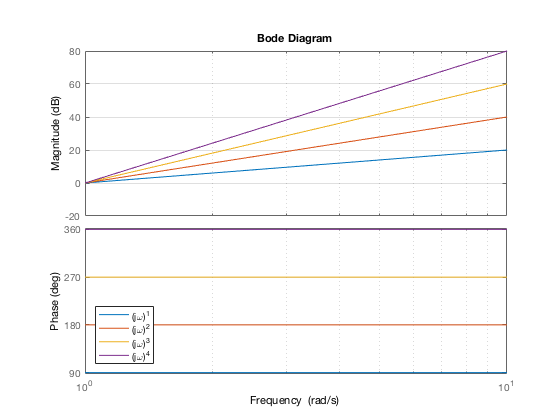 Bode Diagram
80
60
40
20
0
-20
Magnitude (dB)
360
270
180
90
Phase (deg)
(jω)¹
(jω)²
(jω)³
(jω)⁴
10⁰
10¹
Frequency (rad/s)